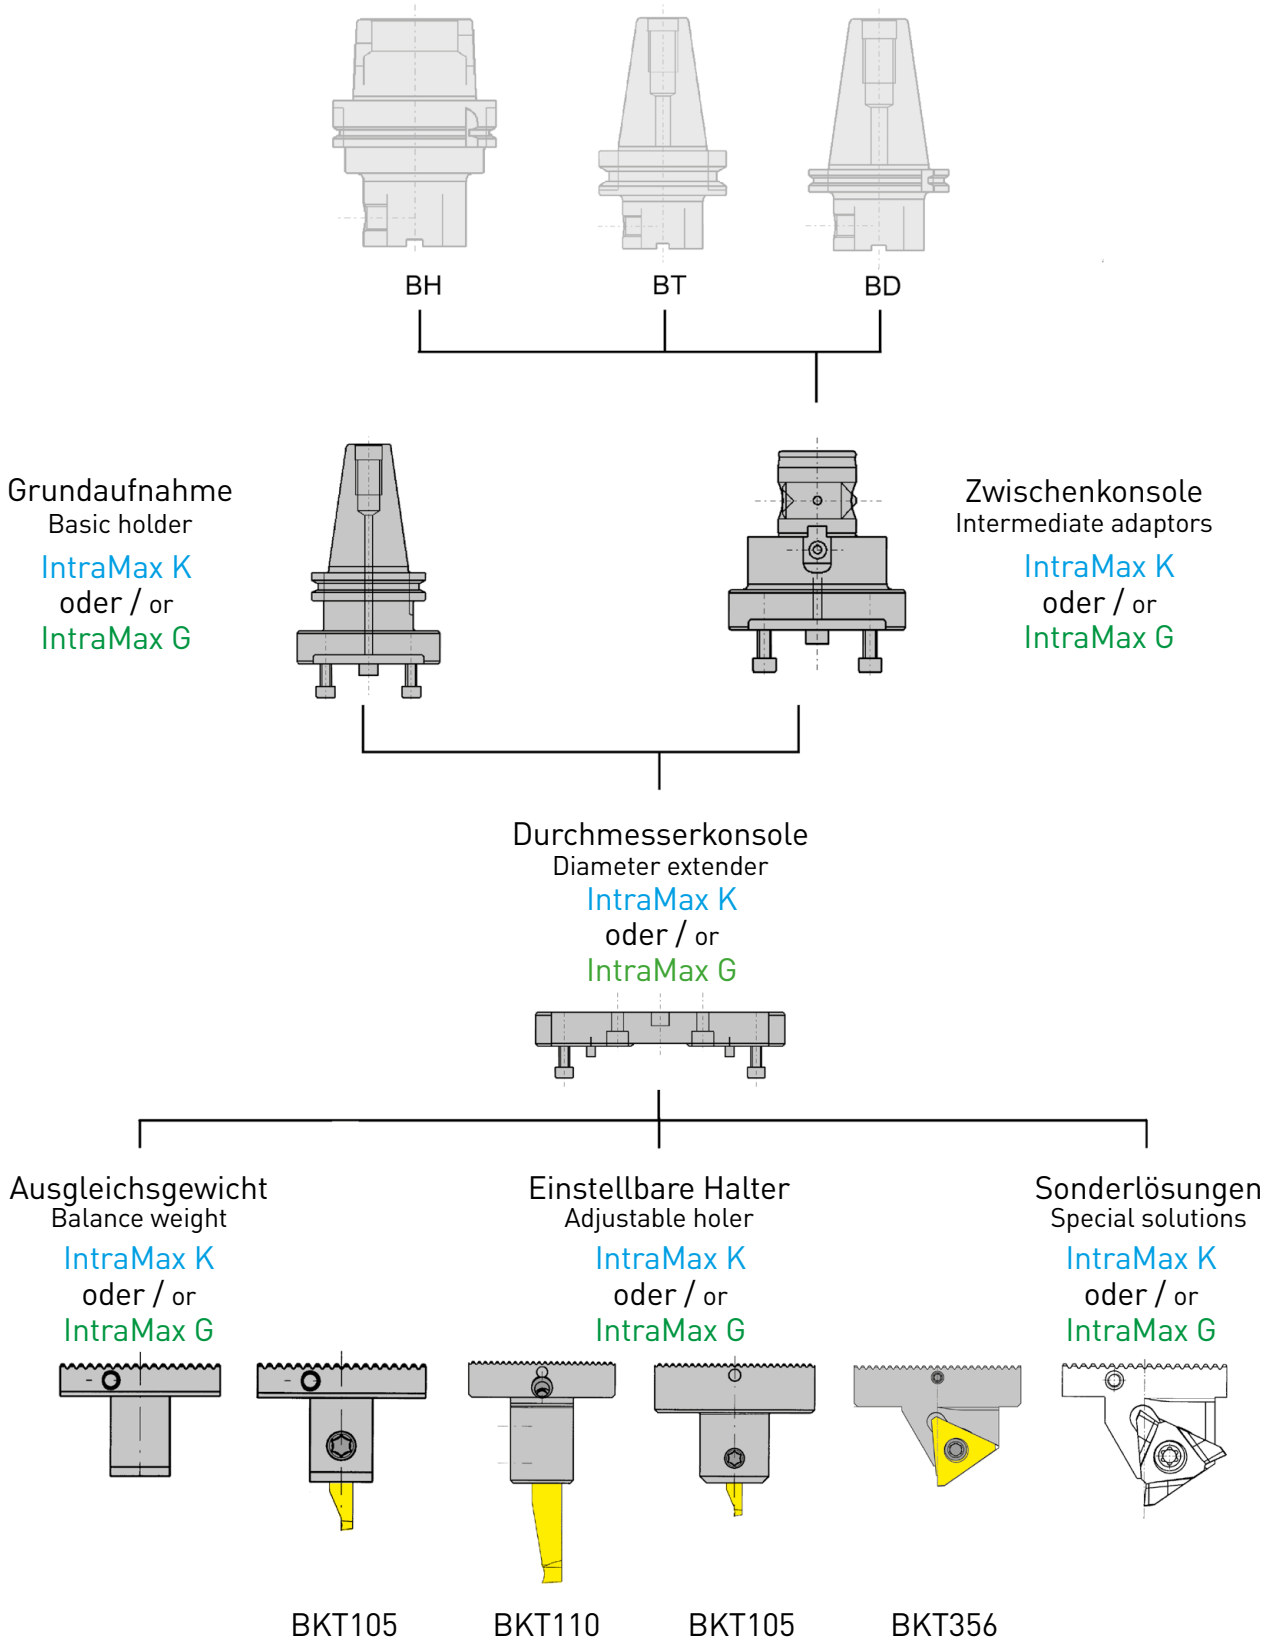 BH
BT
BD
Grundaufnahme
Basic holder
IntraMax K
oder / or
IntraMax G
Zwischenkonsole
Intermediate adaptors
IntraMax K
oder / or
IntraMax G
Durchmesserkonsole
Diameter extender
IntraMax K
oder / or
IntraMax G
Ausgleichsgewicht
Balance weight
IntraMax K
oder / or
IntraMax G
Einstellbare Halter
Adjustable holer
IntraMax K
oder / or
IntraMax G
Sonderlösungen
Special solutions
IntraMax K
oder / or
IntraMax G
BKT105
BKT110
BKT105
BKT356